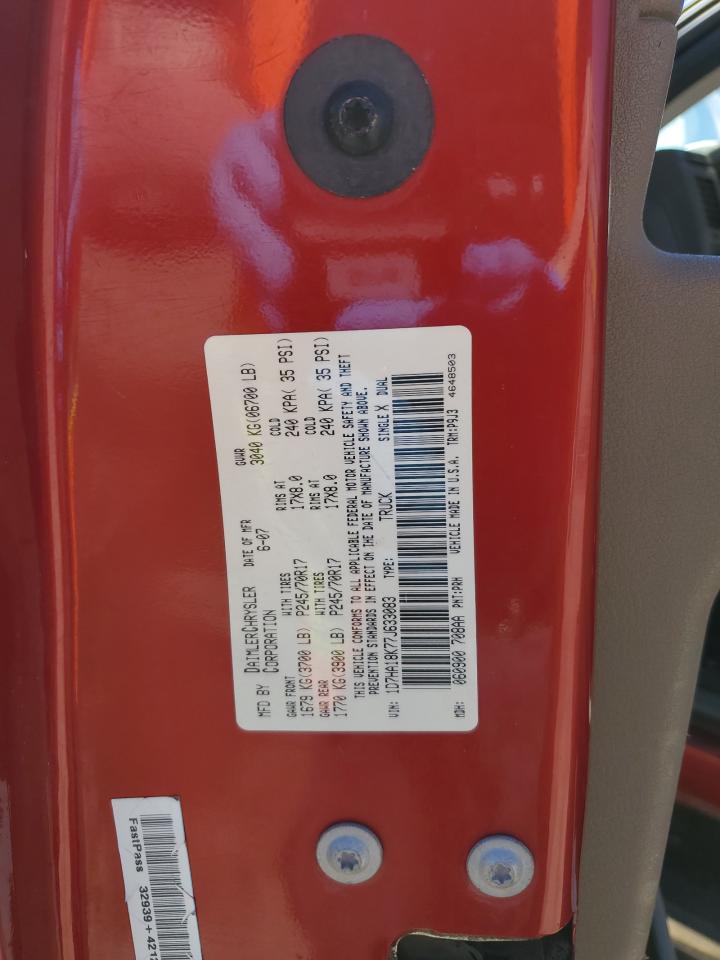 MFD BY DAIMLERCHRYSLER CORPORATION DATE OF MFR 6-07 GVWR 3040 KG(06700 LB)
GAWR FRONT WITH TIRES RIMS AT COLD
1679 KG(3700 LB) P245/70R17 17X8.0 240 KPA( 35 PSI)
GAWR REAR WITH TIRES RIMS AT COLD
1770 KG(3900 LB) P245/70R17 17X8.0 240 KPA( 35 PSI)
THIS VEHICLE CONFORMS TO ALL APPLICABLE FEDERAL MOTOR VEHICLE SAFETY AND THEFT
PREVENTION STANDARDS IN EFFECT ON THE DATE OF MANUFACTURE SHOWN ABOVE.
VIN: 1D7HA18K77J633083 TYPE: TRUCK SINGLE X DUAL
MDH: 060900 708AA PNT:PRH VEHICLE MADE IN U.S.A. TRM:P9J3 4648503
FastPass 32939+421